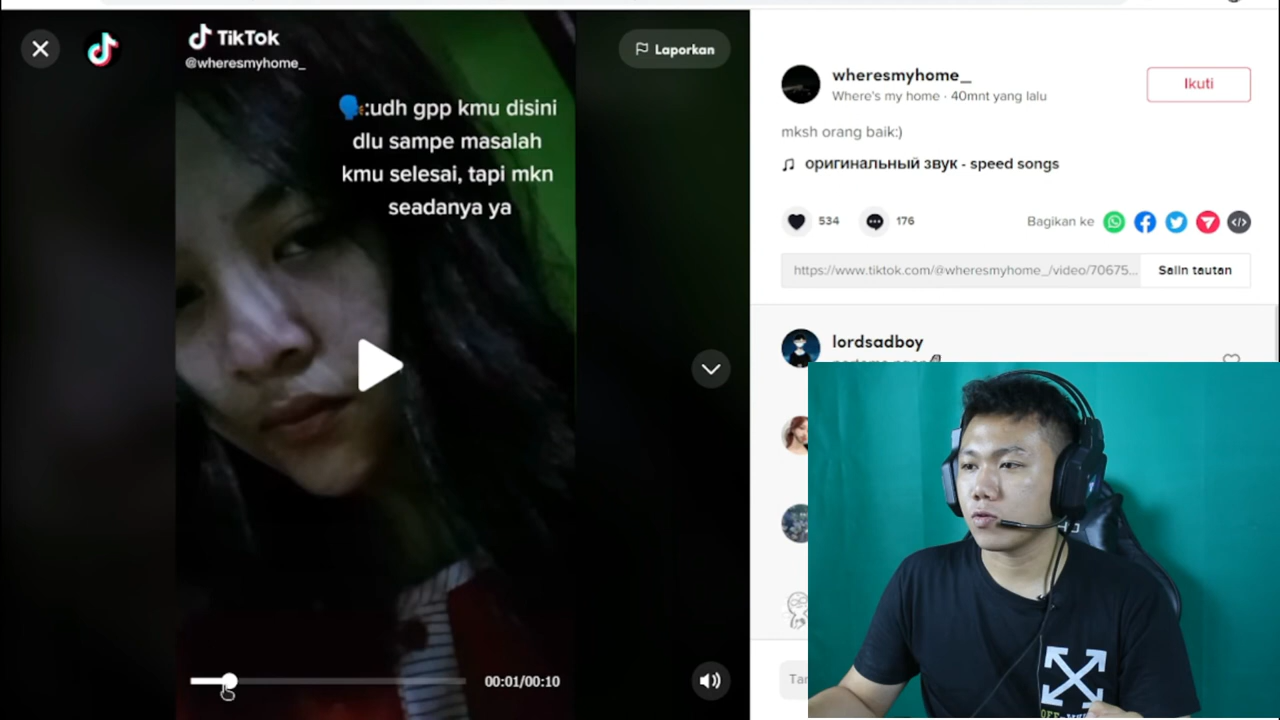 TikTok
@wheresmyhome_
Laporkan
🗣:udh gpp kmu disini
dlu sampe masalah
kmu selesai, tapi mkn
seadanya ya
00:01/00:10
wheresmyhome_
Where's my home · 40mnt yang lalu
Ikuti
mksh orang baik:)
оригинальный звук - speed songs
534
176
Bagikan ke
https://www.tiktok.com/@wheresmyhome_/video/70675...
Salin tautan
lordsadboy